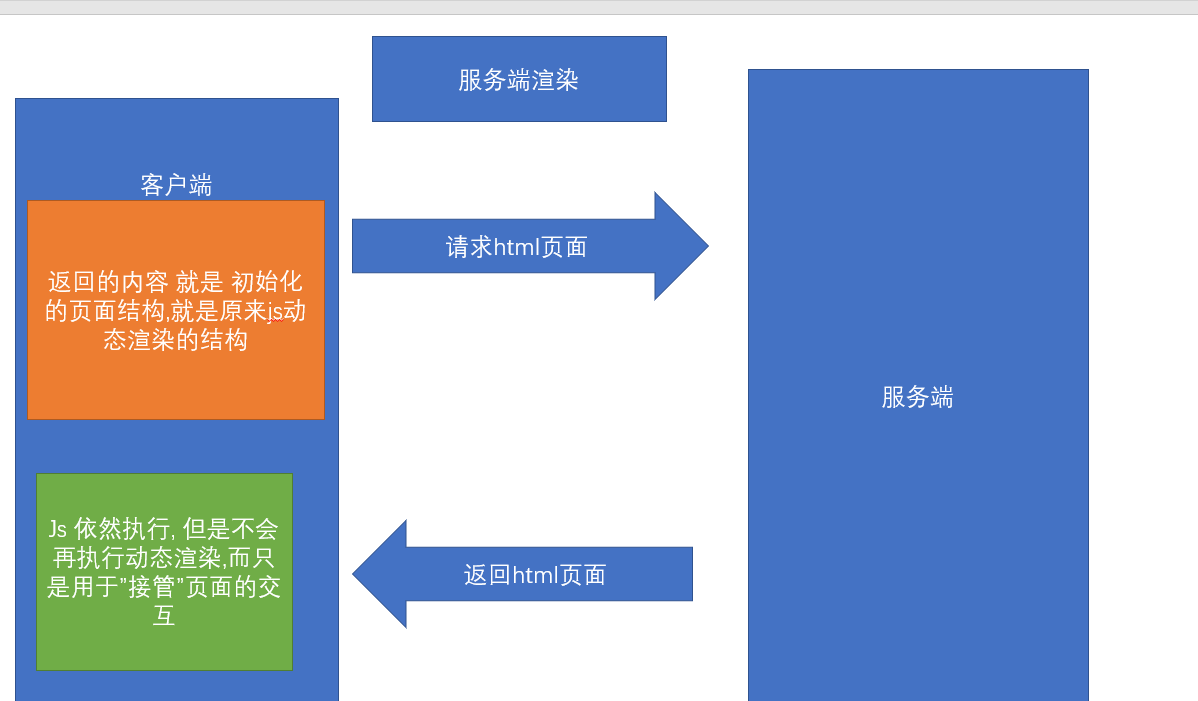 服务端渲染
客户端
请求html页面
返回的内容 就是 初始化
的页面结构,就是原来js动
态渲染的结构
服务端
Js 依然执行, 但是不会
再执行动态渲染,而只
是用于”接管”页面的交
互
返回html页面